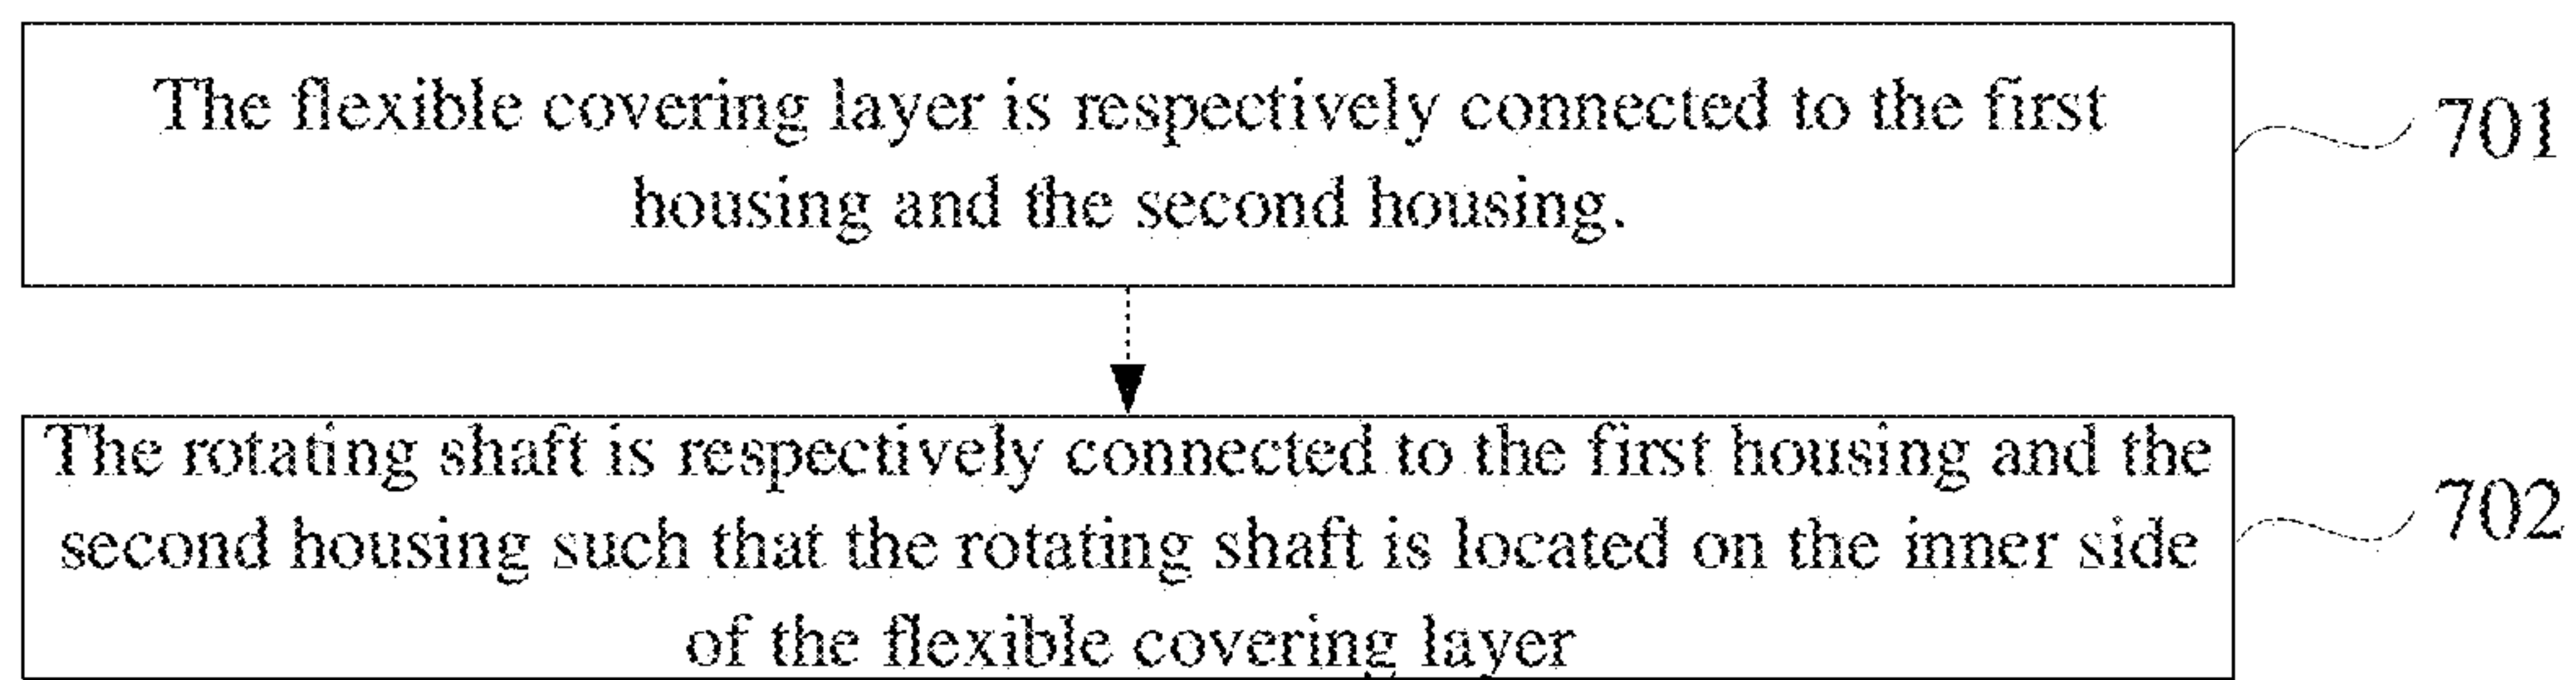 The flexible covering layer is respectively connected to the first
housing and the second housing.
701
The rotating shaft is respectively connected to the first housing and the
second housing such that the rotating shaft is located on the inner side
of the flexible covering layer
702